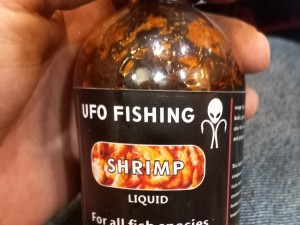 UFO FISHING
SHRIMP
LIQUID
For all fish species